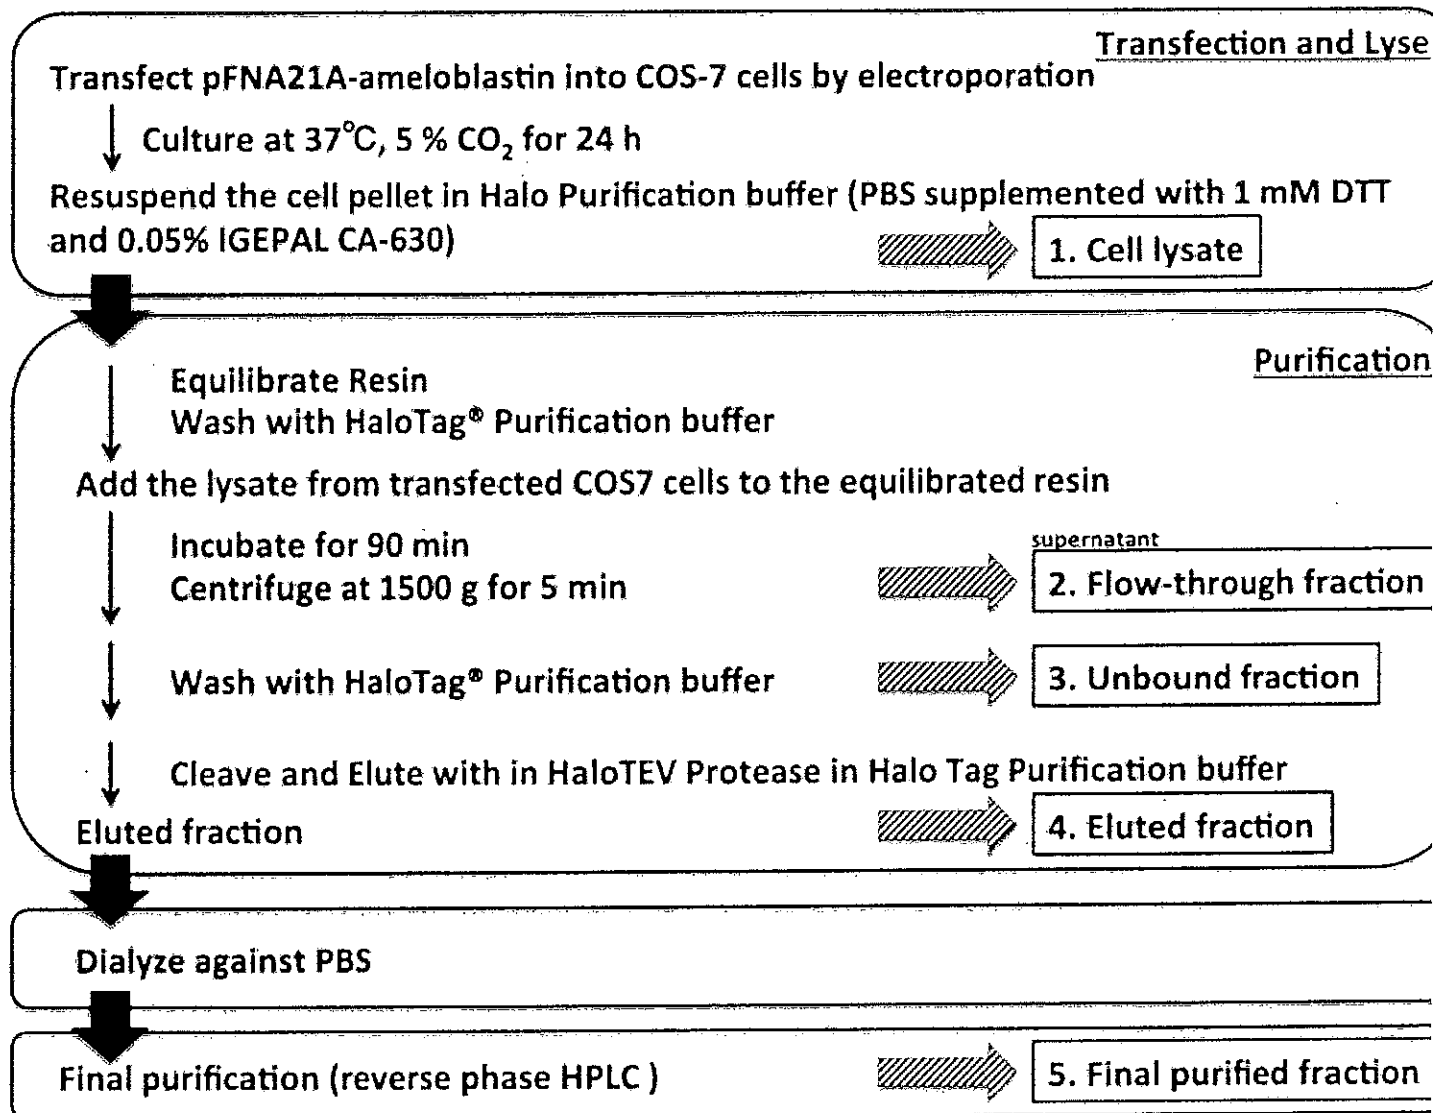 Transfection and Lyse
Transfect pFNA21A-ameloblastin into COS-7 cells by electroporation
Culture at 37℃, 5 % CO₂ for 24 h
Resuspend the cell pellet in Halo Purification buffer (PBS supplemented with 1 mM DTT
and 0.05% IGEPAL CA-630)
1. Cell lysate
Purification
Equilibrate Resin
Wash with HaloTag® Purification buffer
Add the lysate from transfected COS7 cells to the equilibrated resin
Incubate for 90 min
Centrifuge at 1500 g for 5 min
supernatant
2. Flow-through fraction
Wash with HaloTag® Purification buffer
3. Unbound fraction
Cleave and Elute with in HaloTEV Protease in Halo Tag Purification buffer
Eluted fraction
4. Eluted fraction
Dialyze against PBS
Final purification (reverse phase HPLC )
5. Final purified fraction